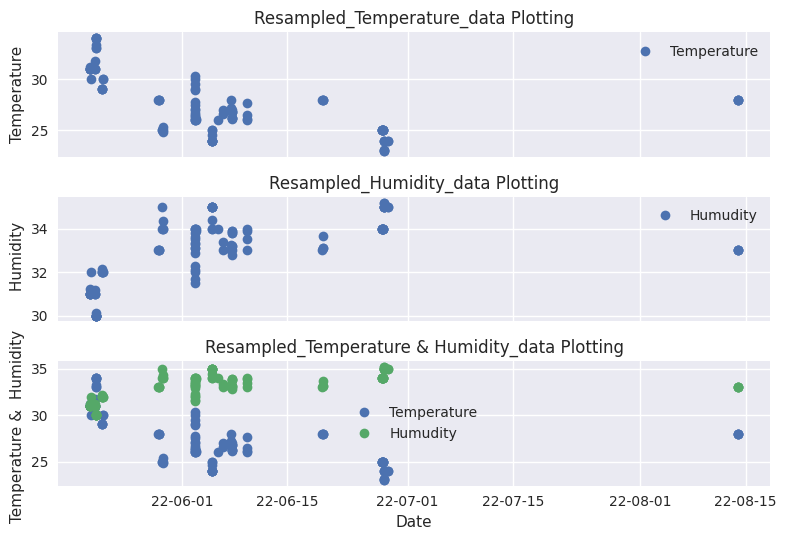 Resampled_Temperature_data Plotting
Temperature
30
25
Temperature
Resampled_Humidity_data Plotting
Humidity
34
32
30
Humudity
Resampled_Temperature & Humidity_data Plotting
Temperature & Humidity
35
30
25
Temperature
Humudity
22-06-01 22-06-15 22-07-01 22-07-15 22-08-01 22-08-15
Date